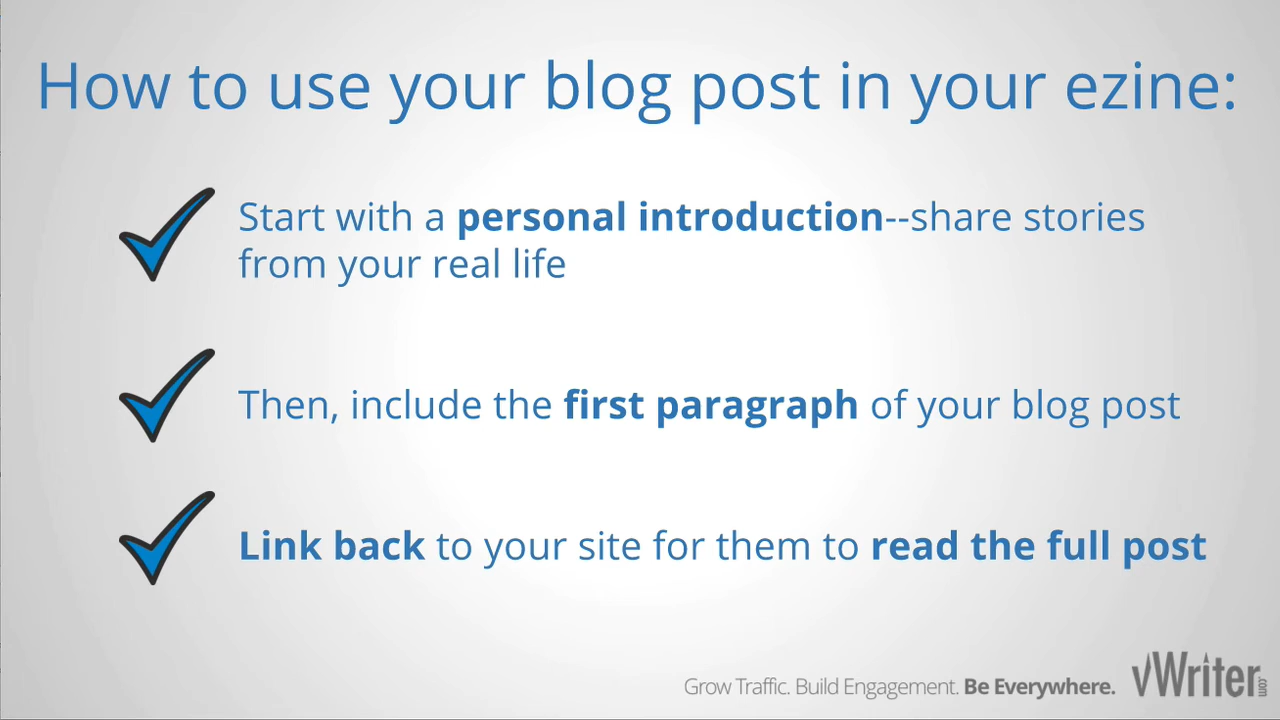 How to use your blog post in your ezine:
Start with a personal introduction--share stories
from your real life
Then, include the first paragraph of your blog post
Link back to your site for them to read the full post
Grow Traffic. Build Engagement. Be Everywhere.
vWriter.com